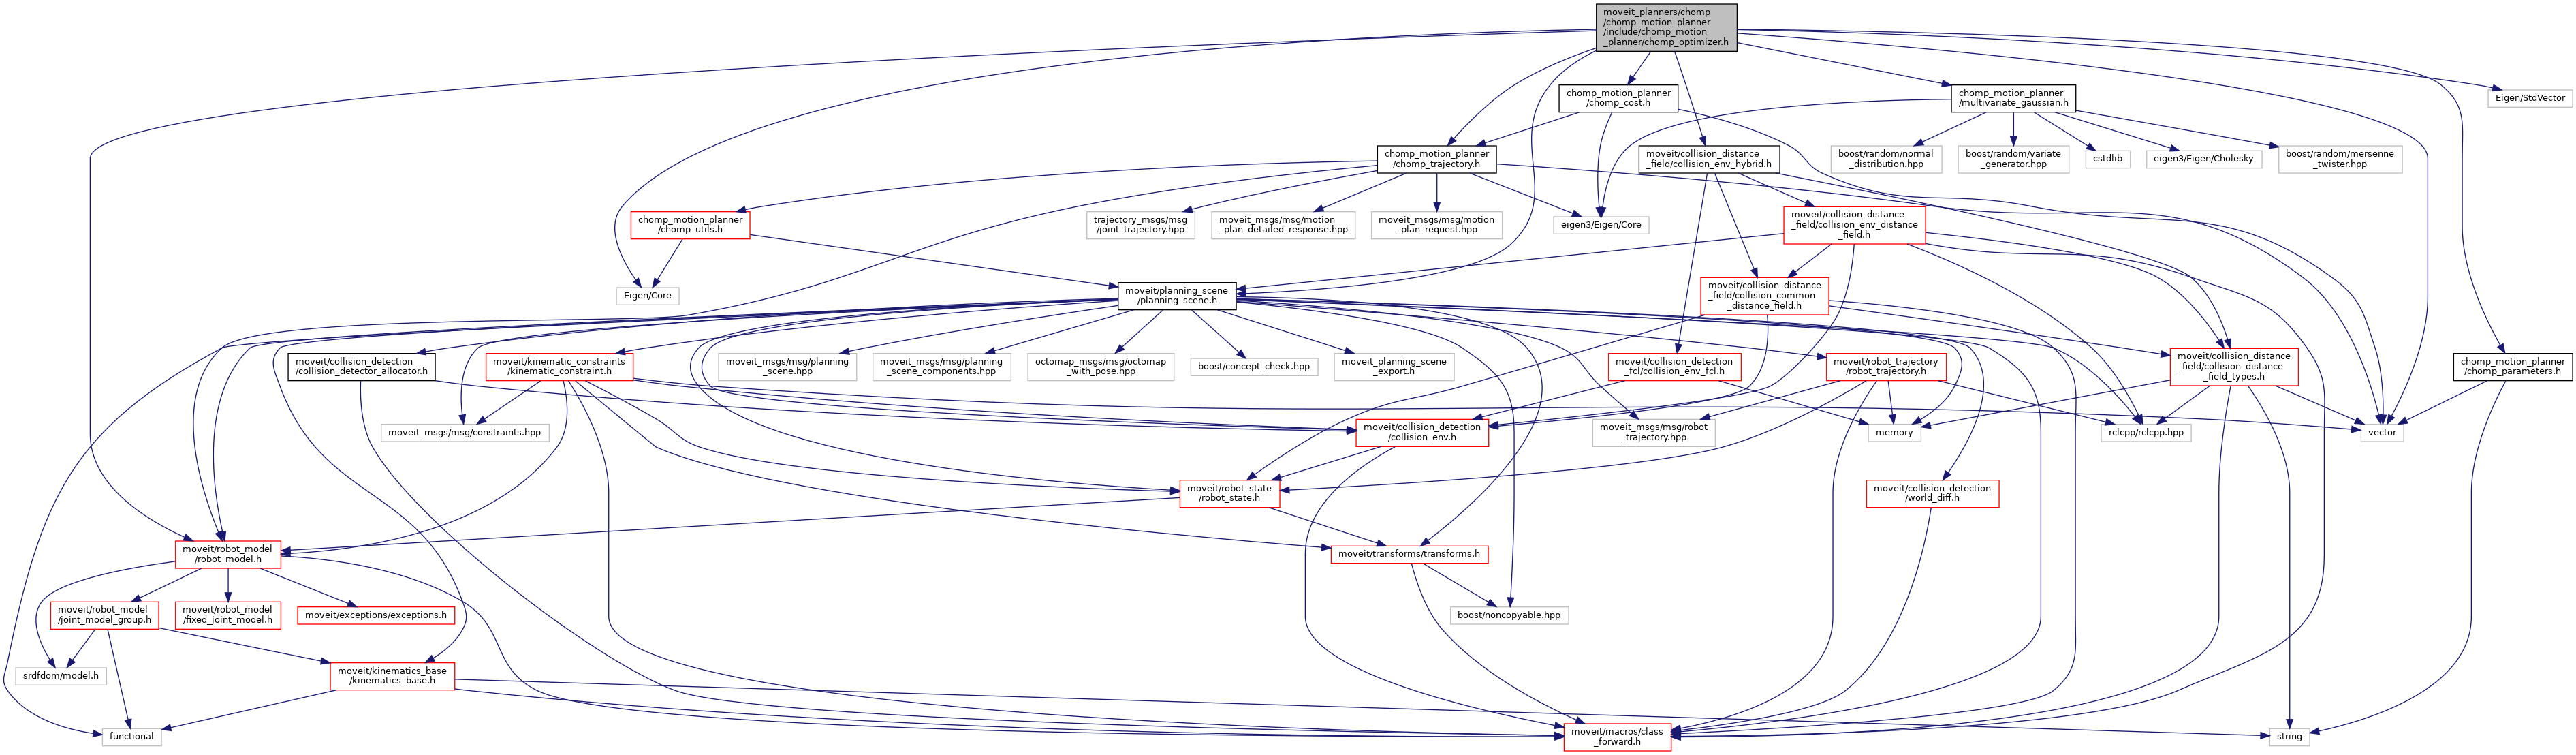 moveit_planners/chomp
/chomp_motion_planner
/include/chomp_motion
_planner/chomp_optimizer.h
chomp_motion_planner
/chomp_cost.h
chomp_motion_planner
/multivariate_gaussian.h
Eigen/StdVector
chomp_motion_planner
/chomp_trajectory.h
moveit/collision_distance
_field/collision_env_hybrid.h
boost/random/normal
_distribution.hpp
boost/random/variate
_generator.hpp
cstdlib
eigen3/Eigen/Cholesky
boost/random/mersenne
_twister.hpp
chomp_motion_planner
/chomp_utils.h
trajectory_msgs/msg
/joint_trajectory.hpp
moveit_msgs/msg/motion
_plan_detailed_response.hpp
moveit_msgs/msg/motion
_plan_request.hpp
eigen3/Eigen/Core
moveit/collision_distance
_field/collision_env_distance
_field.h
Eigen/Core
moveit/planning_scene
/planning_scene.h
moveit/collision_distance
_field/collision_common
_distance_field.h
moveit/collision_detection
/collision_detector_allocator.h
moveit/kinematic_constraints
/kinematic_constraint.h
moveit_msgs/msg/planning
_scene.hpp
moveit_msgs/msg/planning
_scene_components.hpp
octomap_msgs/msg/octomap
_with_pose.hpp
boost/concept_check.hpp
moveit_planning_scene
_export.h
moveit/collision_detection
_fcl/collision_env_fcl.h
moveit/robot_trajectory
/robot_trajectory.h
moveit/collision_distance
_field/collision_distance
_field_types.h
chomp_motion_planner
/chomp_parameters.h
moveit_msgs/msg/constraints.hpp
moveit/collision_detection
/collision_env.h
moveit_msgs/msg/robot
_trajectory.hpp
memory
rclcpp/rclcpp.hpp
vector
moveit/robot_state
/robot_state.h
moveit/collision_detection
/world_diff.h
moveit/robot_model
/robot_model.h
moveit/transforms/transforms.h
moveit/robot_model
/joint_model_group.h
moveit/robot_model
/fixed_joint_model.h
moveit/exceptions/exceptions.h
boost/noncopyable.hpp
srdfdom/model.h
moveit/kinematics_base
/kinematics_base.h
functional
moveit/macros/class
_forward.h
string